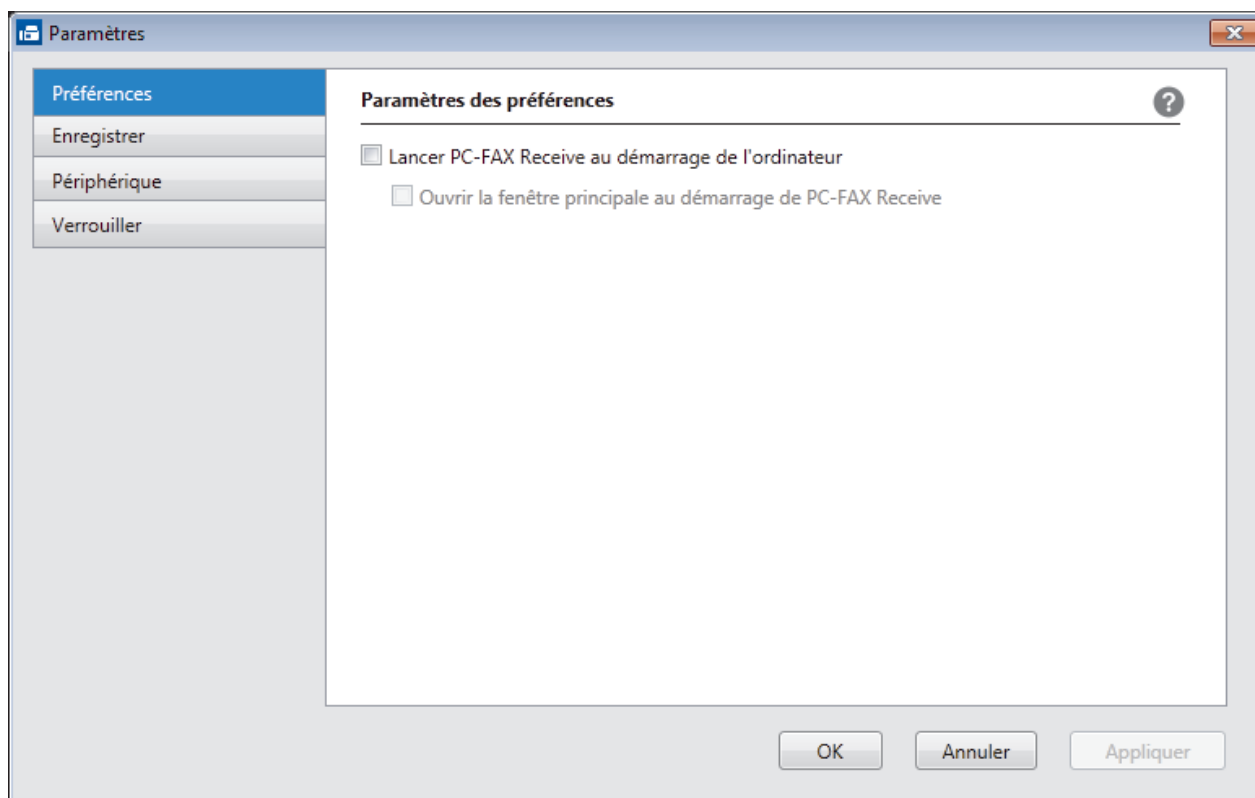 Paramètres
Préférences
Enregistrer
Périphérique
Verrouiller
Paramètres des préférences
?
Lancer PC-FAX Receive au démarrage de l'ordinateur
Ouvrir la fenêtre principale au démarrage de PC-FAX Receive
OK
Annuler
Appliquer